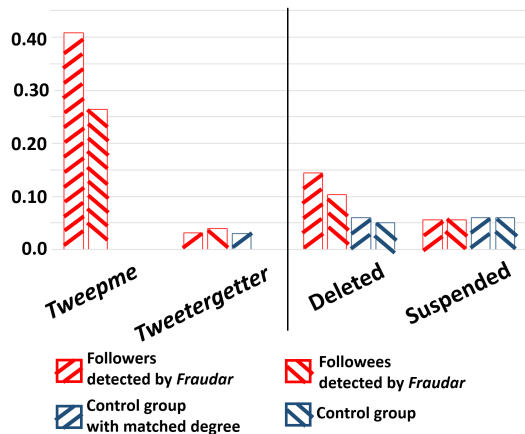 0.40
0.30
0.20
0.10
0.0
Tweepme
Tweetergetter
Deleted
Suspended
Followers
detected by Fraudar
Followees
detected by Fraudar
Control group
with matched degree
Control group